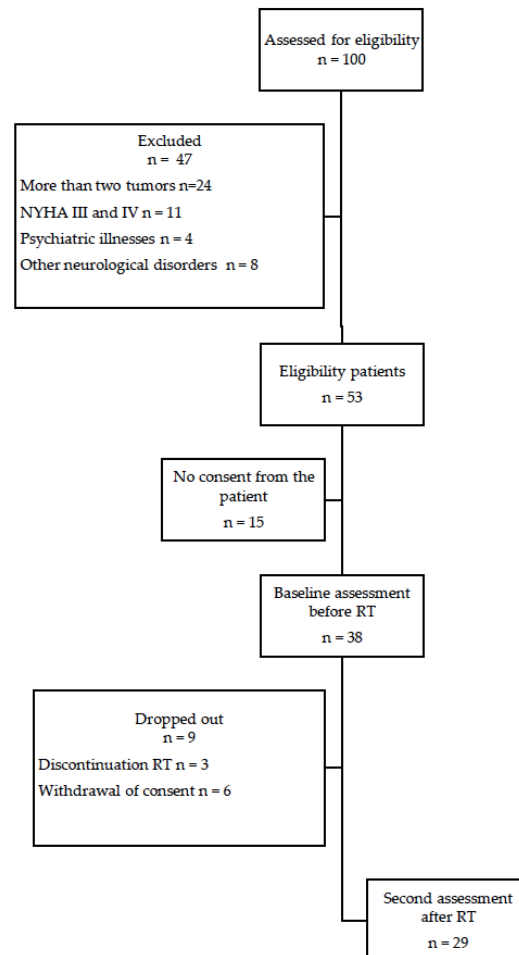 Assessed for eligibility
n = 100
Excluded
n = 47
More than two tumors n=24
NYHA III and IV n = 11
Psychiatric illnesses n = 4
Other neurological disorders n = 8
Eligibility patients
n = 53
No consent from the
patient
n = 15
Baseline assessment
before RT
n = 38
Dropped out
n = 9
Discontinuation RT n = 3
Withdrawal of consent n = 6
Second assessment
after RT
n = 29